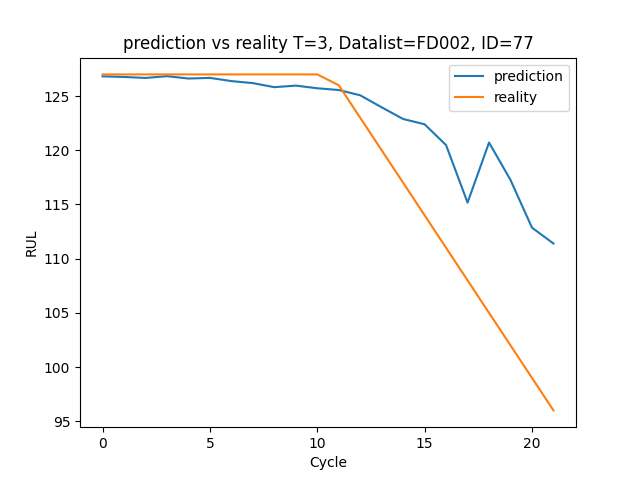 prediction vs reality T=3, Datalist=FD002, ID=77
prediction
reality
RUL
125
120
115
110
105
100
95
0 5 10 15 20
Cycle